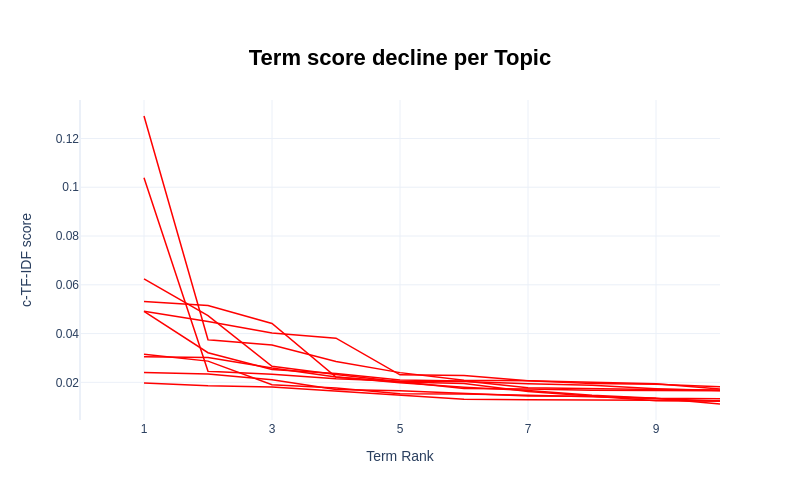 Term score decline per Topic
0.12
0.1
0.08
0.06
0.04
0.02
c-TF-IDF score
1 3 5 7 9
Term Rank